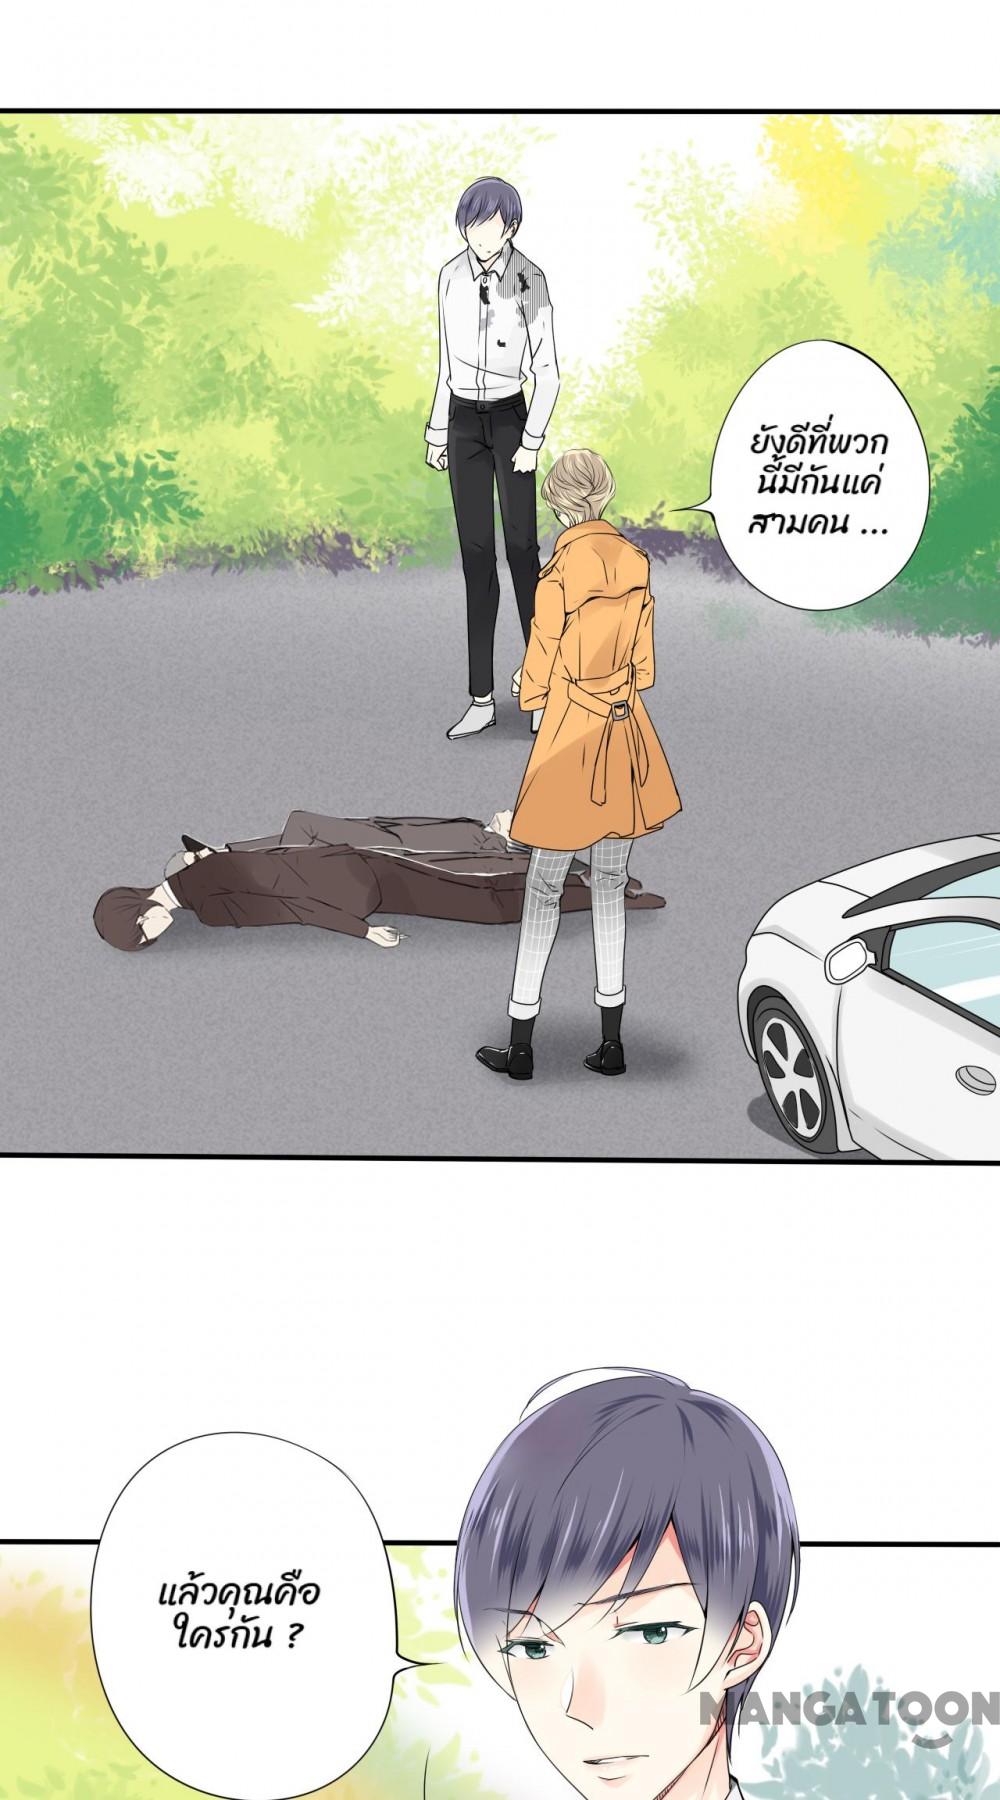 ยังดีที่พวก
นี้มีกันแค่
สามคน ...
แล้วคุณคือ
ใครกัน ?
MANGATOON